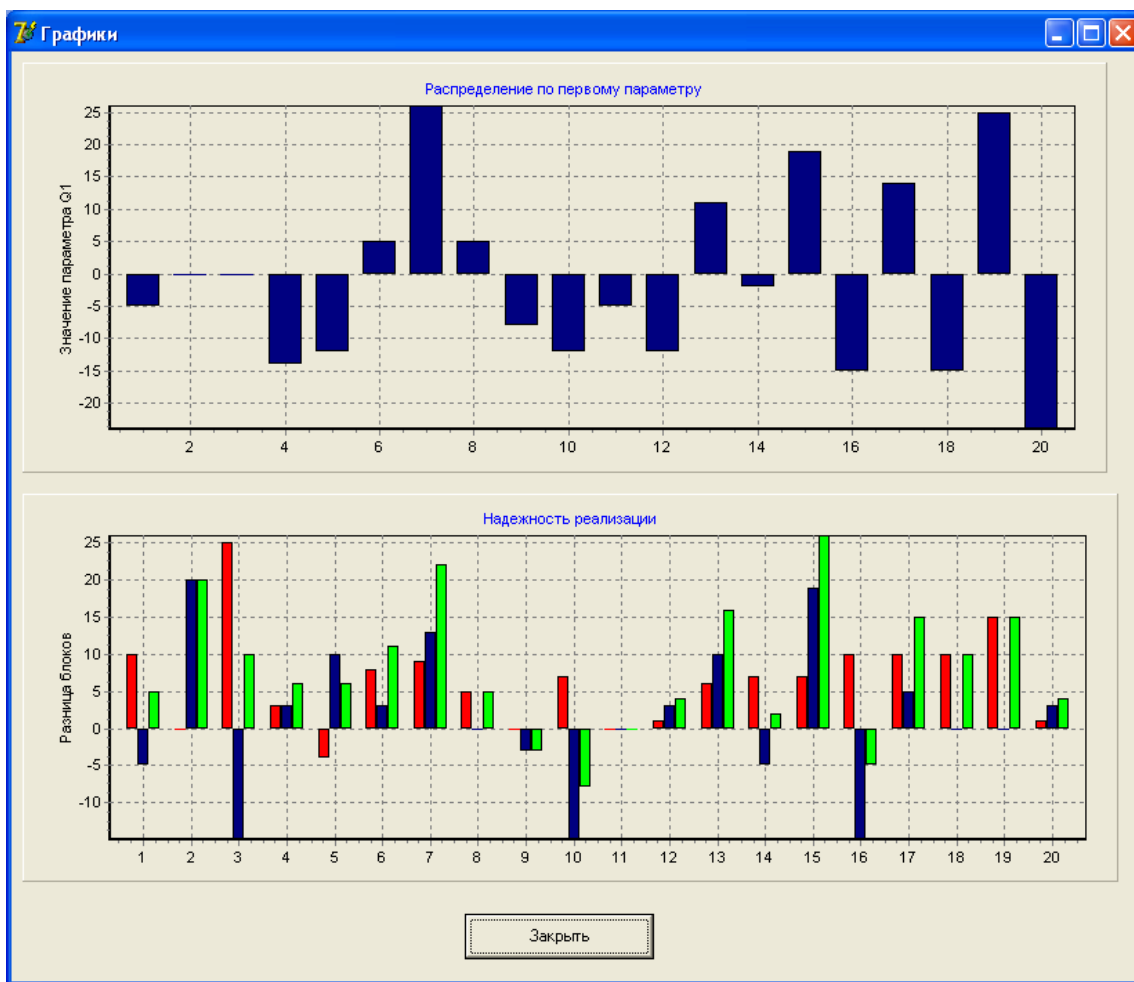 Графики
Распределение по первому параметру
Значение параметра Q1
25
20
15
10
5
0
-5
-10
-15
-20
2 4 6 8 10 12 14 16 18 20
Надежность реализации
Разница блоков
25
20
15
10
5
0
-5
-10
1 2 3 4 5 6 7 8 9 10 11 12 13 14 15 16 17 18 19 20
Закрыть